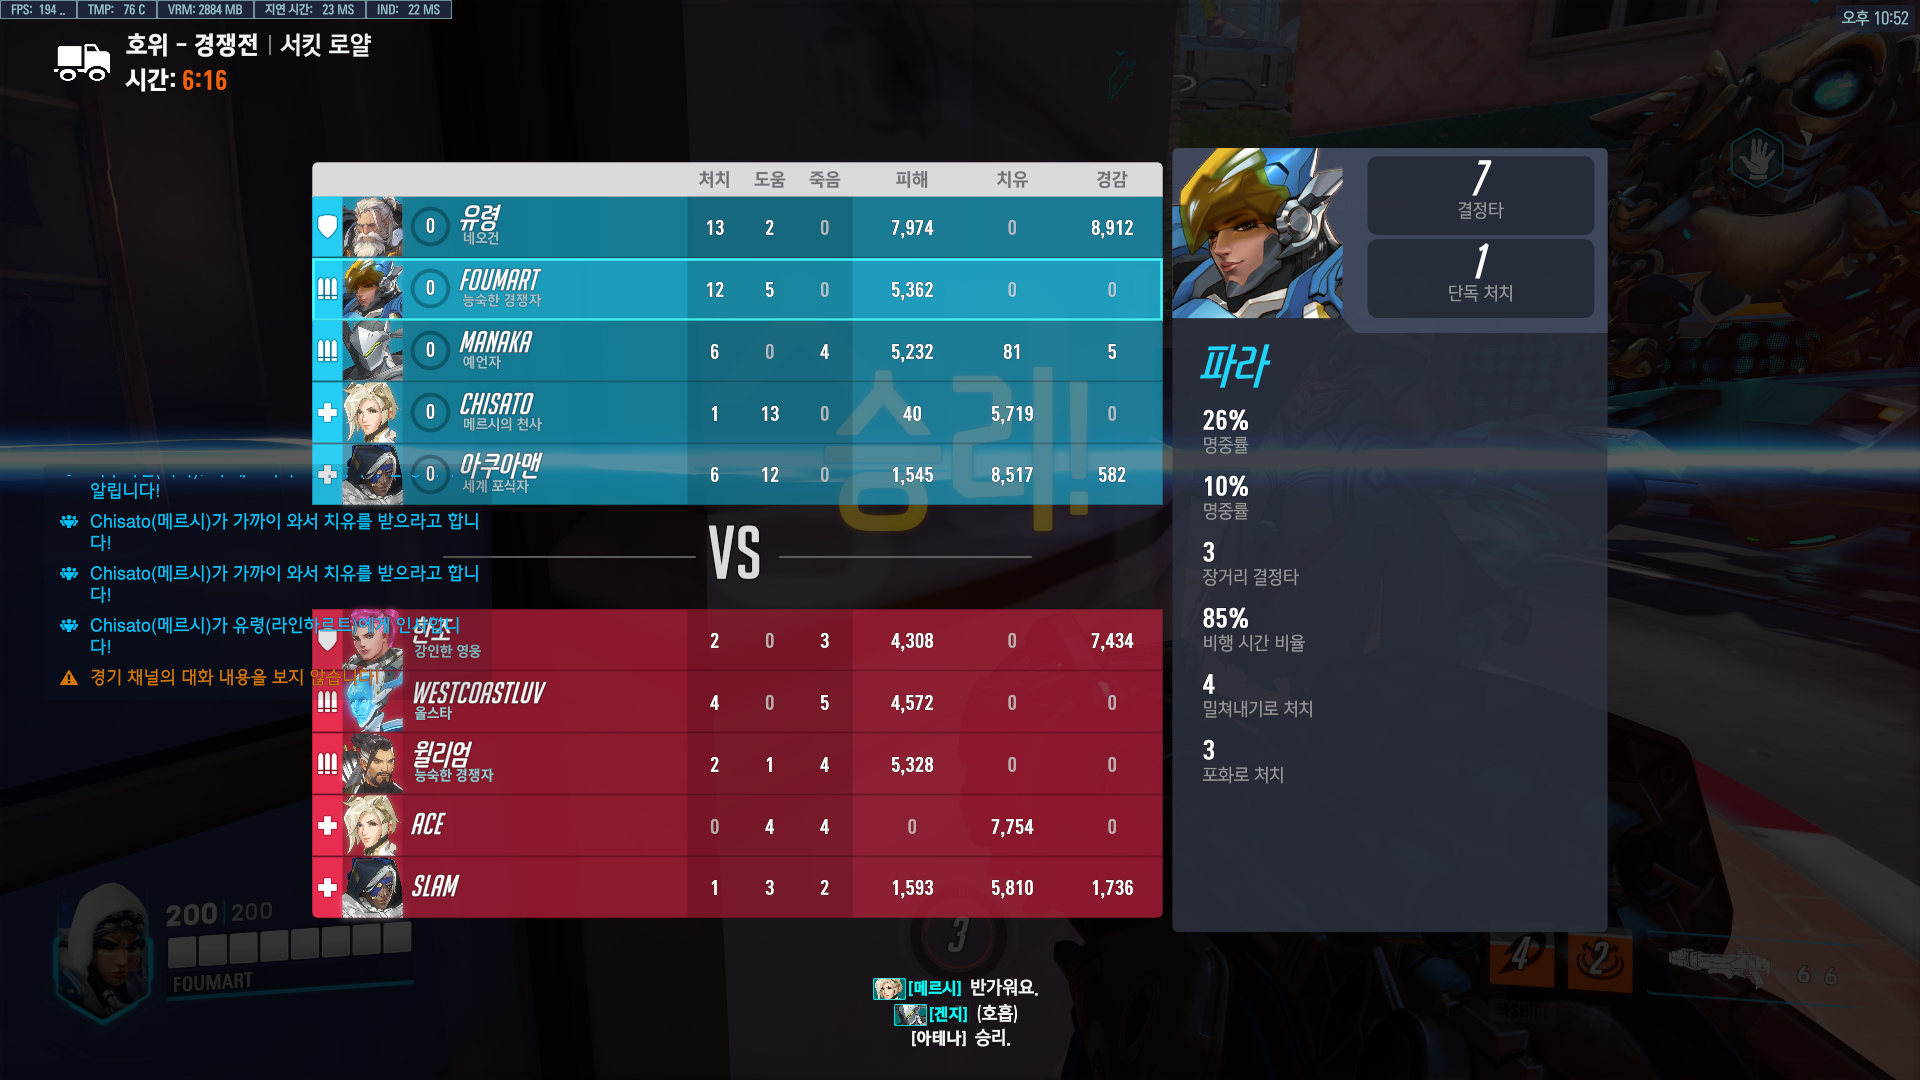 FPS: 194 ..
TMP: 76 C
VRM: 2884 MB
지연 시간: 23 MS
IND: 22 MS
오후 10:52
호위 - 경쟁전 | 서킷 로얄
시간: 6:16
처치 도움 죽음 피해 치유 경감
0 유령 13 2 0 7,974 0 8,912
네오건
0 FOUMART 12 5 0 5,362 0 0
능숙한 경쟁자
0 MANAKA 6 0 4 5,232 81 5
예언자
0 CHISATO 1 13 0 40 5,719 0
메르시의 천사
0 아쿠아맨 6 12 0 1,545 8,517 582
세계 포식자
승리!
VS
알립니다!
Chisato(메르시)가 가까이 와서 치유를 받으라고 합니
다!
Chisato(메르시)가 가까이 와서 치유를 받으라고 합니
다!
Chisato(메르시)가 유령(라인하르트)에게 인사합니
다!
경기 채널의 대화 내용을 보지 않습니다!
한조 2 0 3 4,308 0 7,434
강인한 영웅
WESTCOASTLUV 4 0 5 4,572 0 0
올스타
윌리엄 2 1 4 5,328 0 0
능숙한 경쟁자
ACE 0 4 4 0 7,754 0
SLAM 1 3 2 1,593 5,810 1,736
7
결정타
1
단독 처치
파라
26%
명중률
10%
명중률
3
장거리 결정타
85%
비행 시간 비율
4
밀쳐내기로 처치
3
포화로 처치
200 | 200
FOUMART
3
4 2
6 6
[메르시] 반가워요.
[겐지] (호흡)
[아테나] 승리.